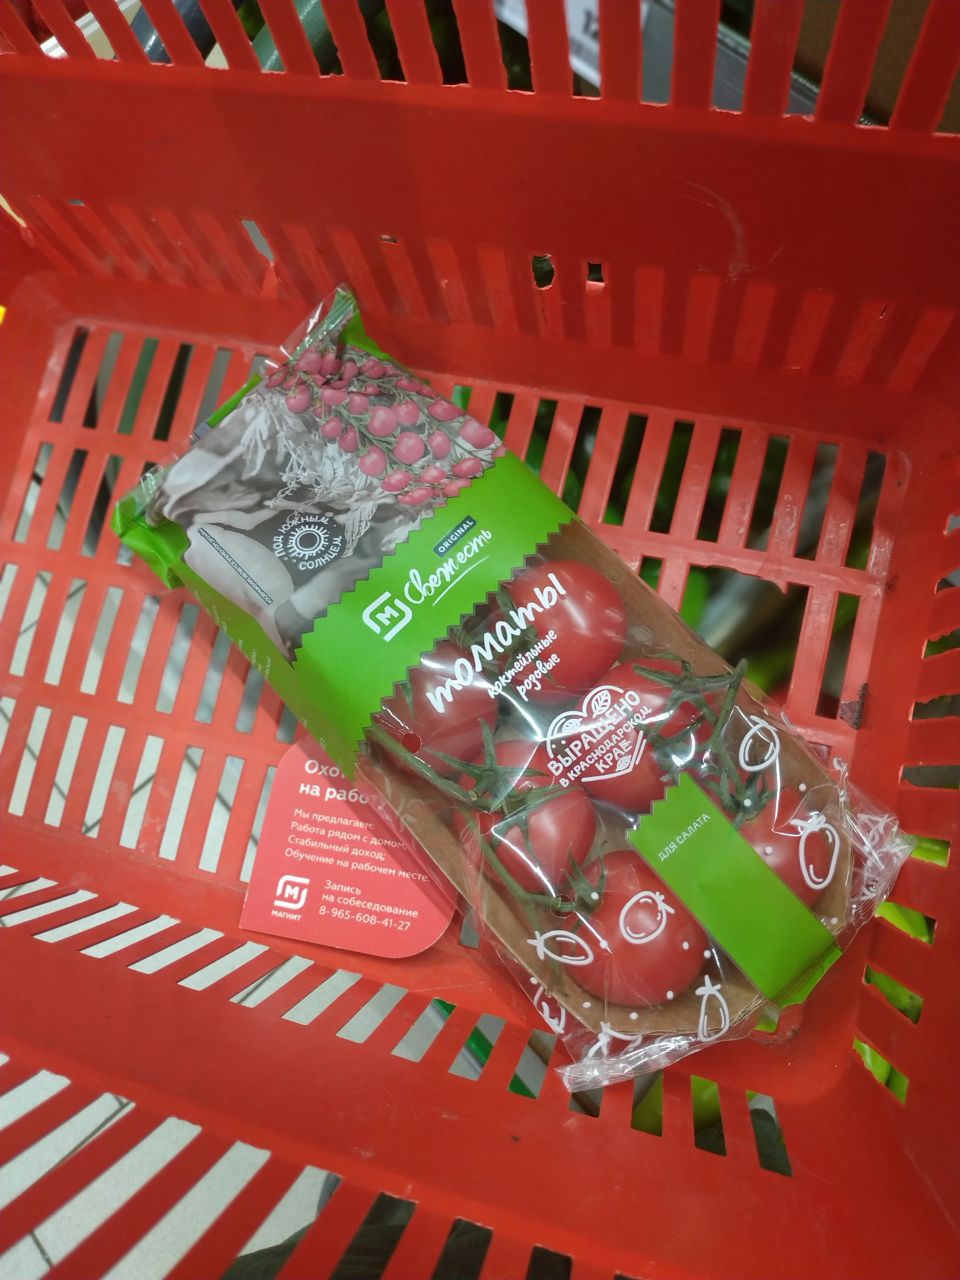 ПОД ЮЖНЫМ
СОЛНЦЕМ
ORIGINAL
М Свежесть
томаты
коктейльные
розовые
ВЫРАЩЕНО
В КРАСНОДАРСКОМ
КРАЕ
ДЛЯ САЛАТА
на работ
Мы предлагаем:
Работа рядом с домом,
Стабильный доход,
Обучение на рабочем месте.
М
МАГНИТ
Запись
на собеседование
8-965-608-41-27